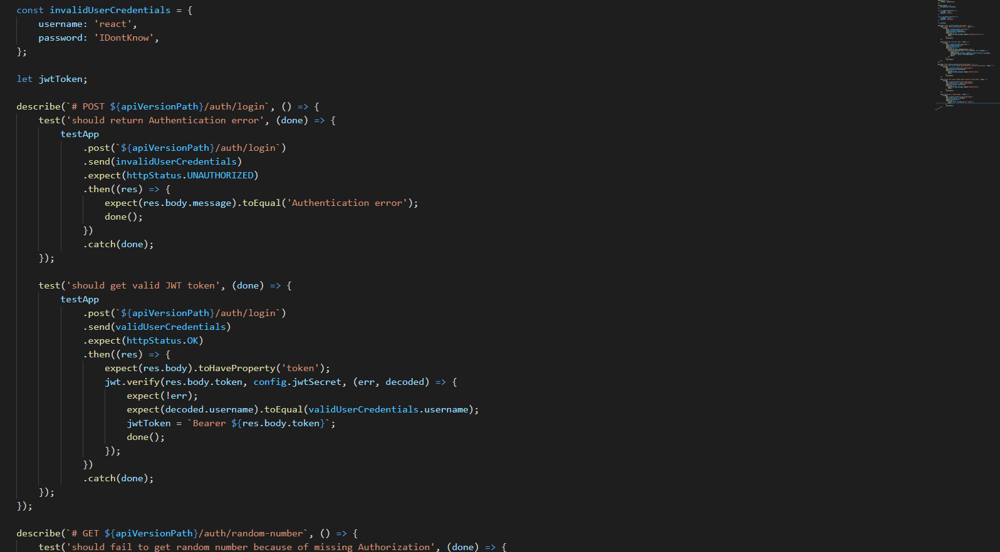 const invalidUserCredentials = {
    username: 'react',
    password: 'IDontKnow',
};

let jwtToken;

describe(`# POST ${apiVersionPath}/auth/login`, () => {
    test('should return Authentication error', (done) => {
        testApp
            .post(`${apiVersionPath}/auth/login`)
            .send(invalidUserCredentials)
            .expect(httpStatus.UNAUTHORIZED)
            .then((res) => {
                expect(res.body.message).toEqual('Authentication error');
                done();
            })
            .catch(done);
    });

    test('should get valid JWT token', (done) => {
        testApp
            .post(`${apiVersionPath}/auth/login`)
            .send(validUserCredentials)
            .expect(httpStatus.OK)
            .then((res) => {
                expect(res.body).toHaveProperty('token');
                jwt.verify(res.body.token, config.jwtSecret, (err, decoded) => {
                    expect(!err);
                    expect(decoded.username).toEqual(validUserCredentials.username);
                    jwtToken = `Bearer ${res.body.token}`;
                    done();
                });
            })
            .catch(done);
    });
});

describe(`# GET ${apiVersionPath}/auth/random-number`, () => {
    test('should fail to get random number because of missing Authorization', (done) => {